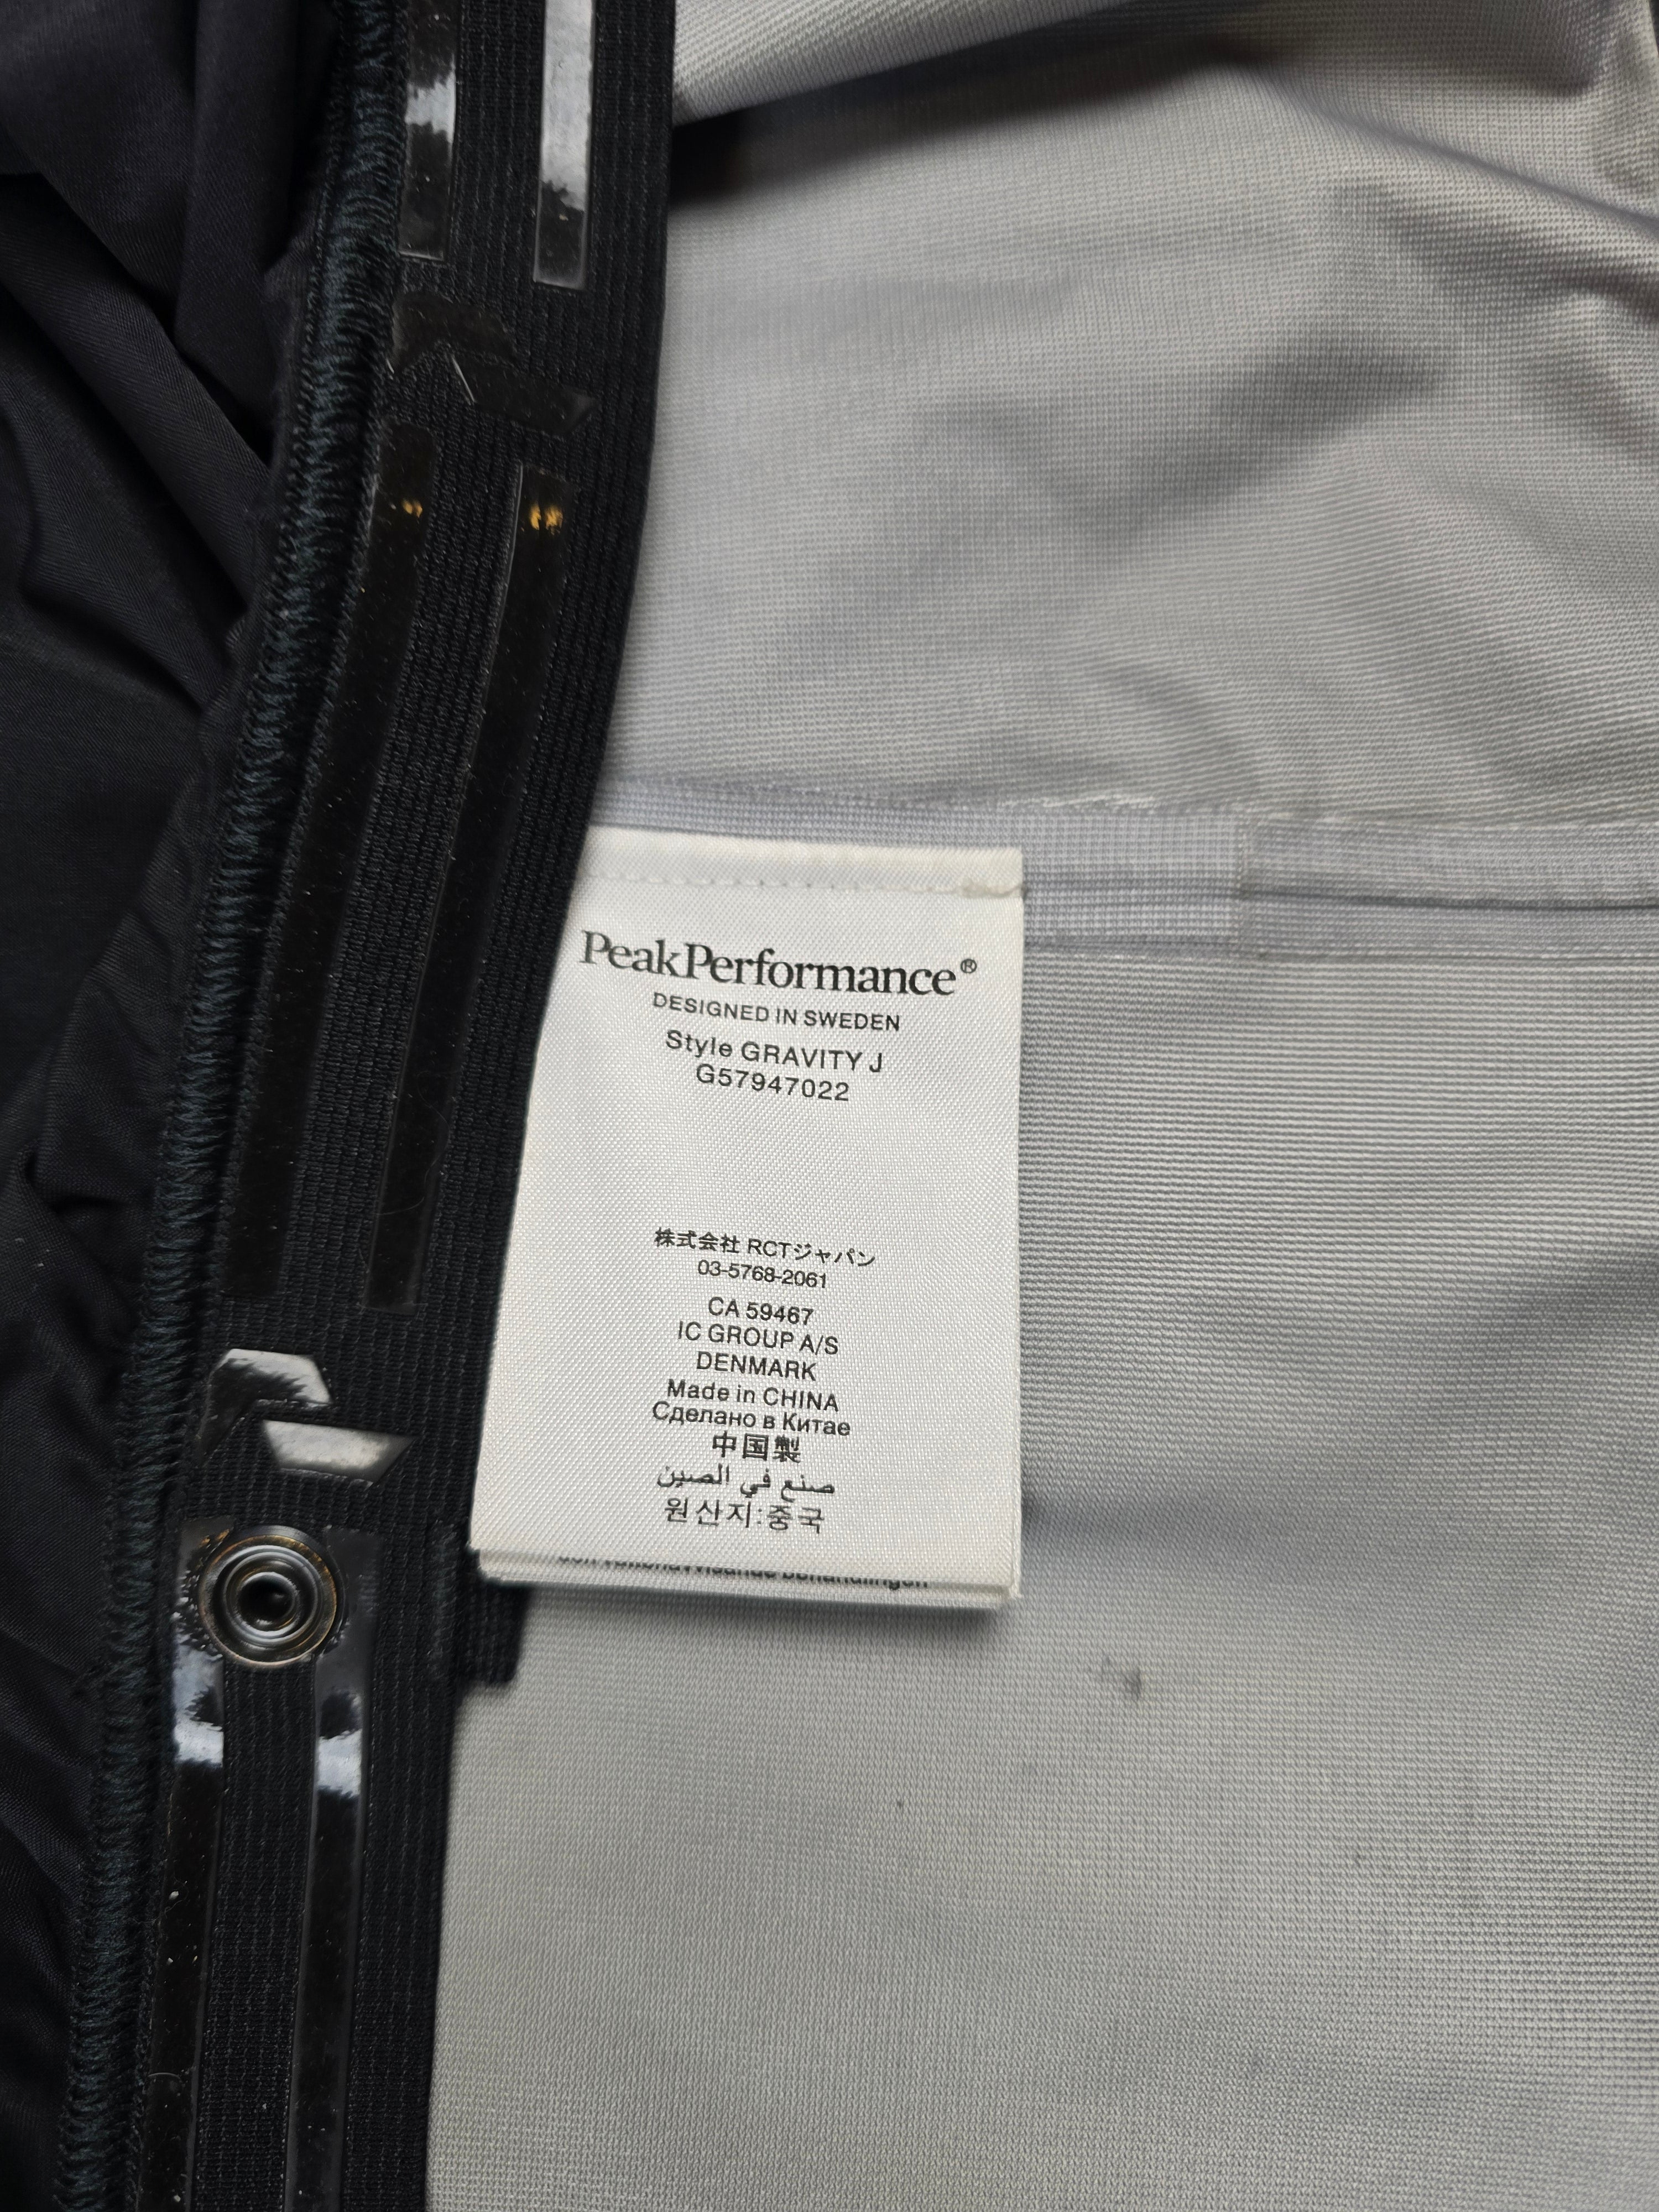 PeakPerformance®
DESIGNED IN SWEDEN
Style GRAVITY J
G57947022
株式会社 RCTジャパン
03-5768-2061
CA 59467
IC GROUP A/S
DENMARK
Made in CHINA
Сделано в Китае
中国製
صنع في الصين
원산지:중국